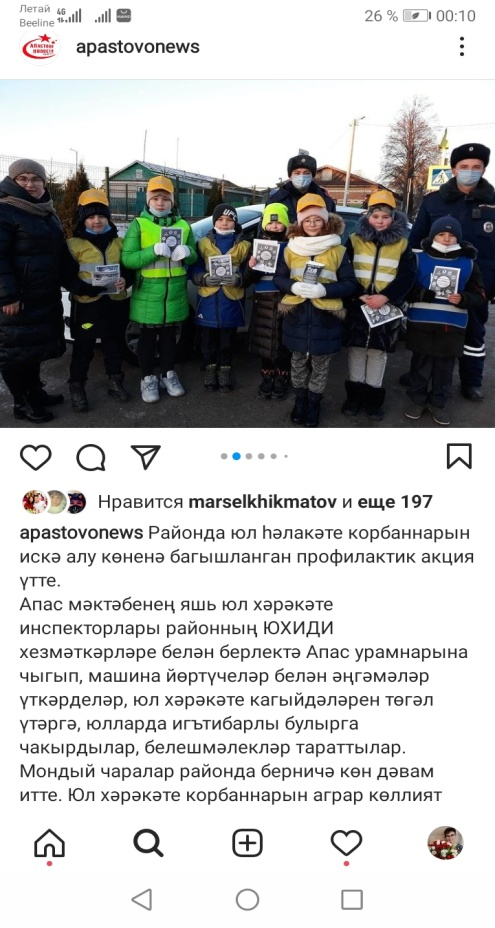 Летай 4G
Beeline
26 % 00:10
АПАСТОВО
apastovonews
Нравится marselkhikmatov и еще 197
apastovonews Районда юл һәлакәте корбаннарын
искә алу көненә багышланган профилактик акция
үтте.
Апас мәктәбенең яшь юл хәрәкәте
инспекторлары районның ЮХИДИ
хезмәткәрләре белән берлектә Апас урамнарына
чыгып, машина йөртүчеләр белән әңгәмәләр
үткәрделәр, юл хәрәкәте кагыйдәләрен төгәл
үтәргә, юлларда игътибарлы булырга
чакырдылар, белешмәлекләр тараттылар.
Мондый чаралар районда берничә көн дәвам
итте. Юл хәрәкәте корбаннарын аграр көллият